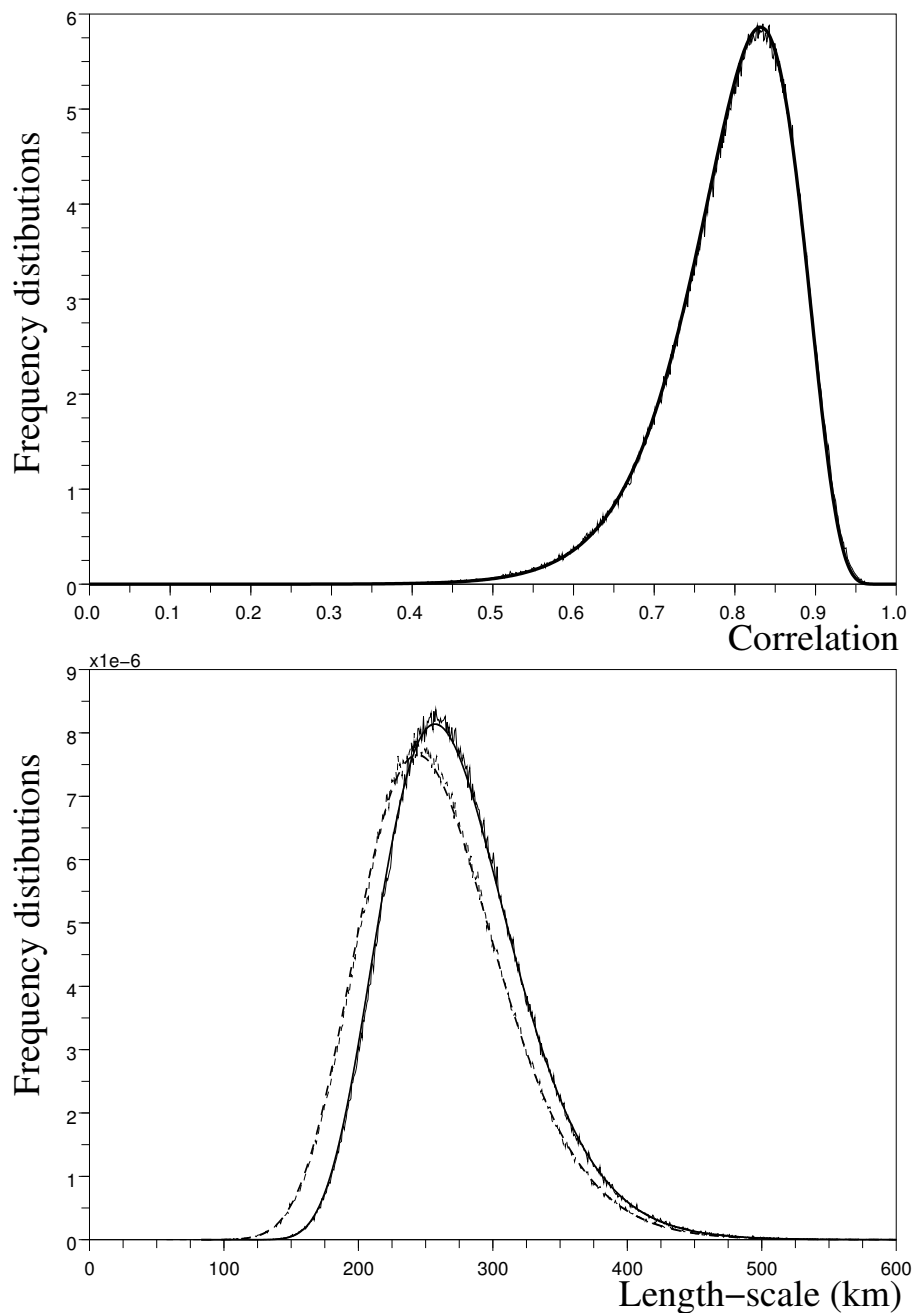 6
5
4
3
2
1
0
Frequency distibutions
0.0 0.1 0.2 0.3 0.4 0.5 0.6 0.7 0.8 0.9 1.0
Correlation
x1e−6
9
8
7
6
5
4
3
2
1
0
Frequency distibutions
0 100 200 300 400 500 600
Length−scale (km)